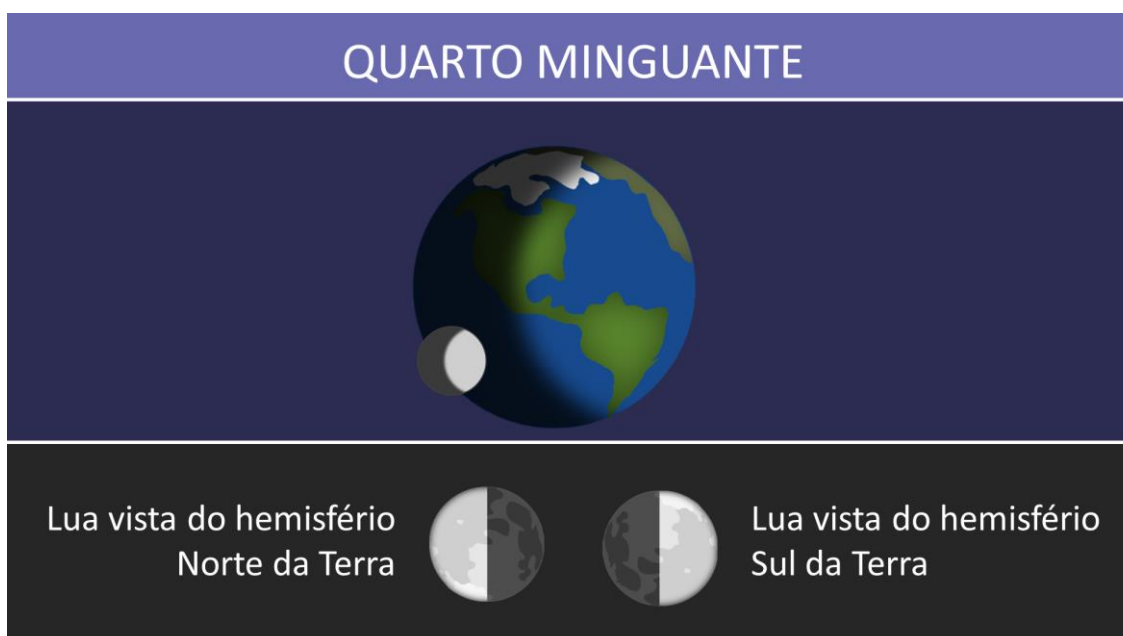 QUARTO MINGUANTE
Lua vista do hemisfério
Norte da Terra
Lua vista do hemisfério
Sul da Terra